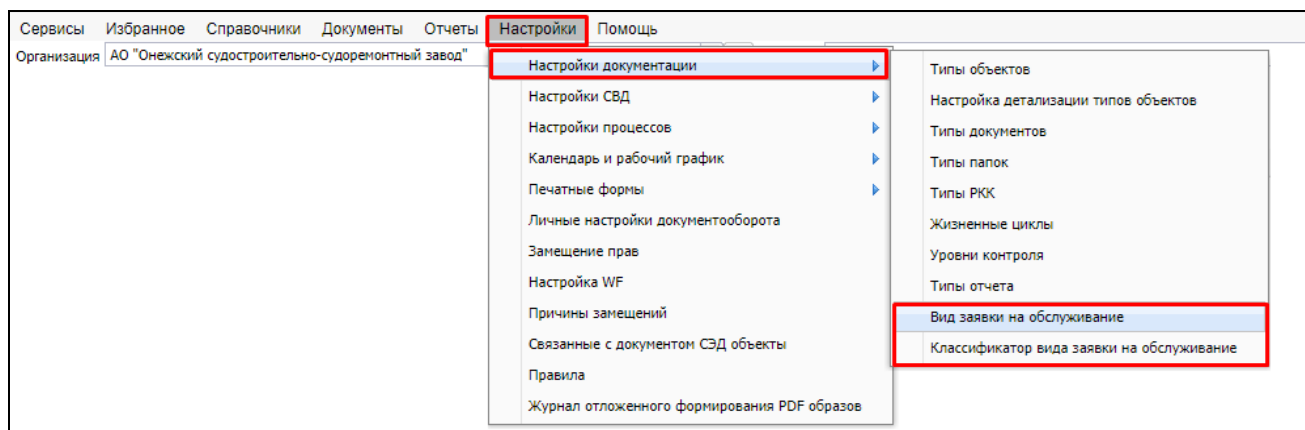 Сервисы Избранное Справочники Документы Отчеты Настройки Помощь
Организация АО "Онежский судостроительно-судоремонтный завод"
Настройки документации
Настройки СВД
Настройки процессов
Календарь и рабочий график
Печатные формы
Личные настройки документооборота
Замещение прав
Настройка WF
Причины замещений
Связанные с документом СЭД объекты
Правила
Журнал отложенного формирования PDF образов
Типы объектов
Настройка детализации типов объектов
Типы документов
Типы папок
Типы РКК
Жизненные циклы
Уровни контроля
Типы отчета
Вид заявки на обслуживание
Классификатор вида заявки на обслуживание